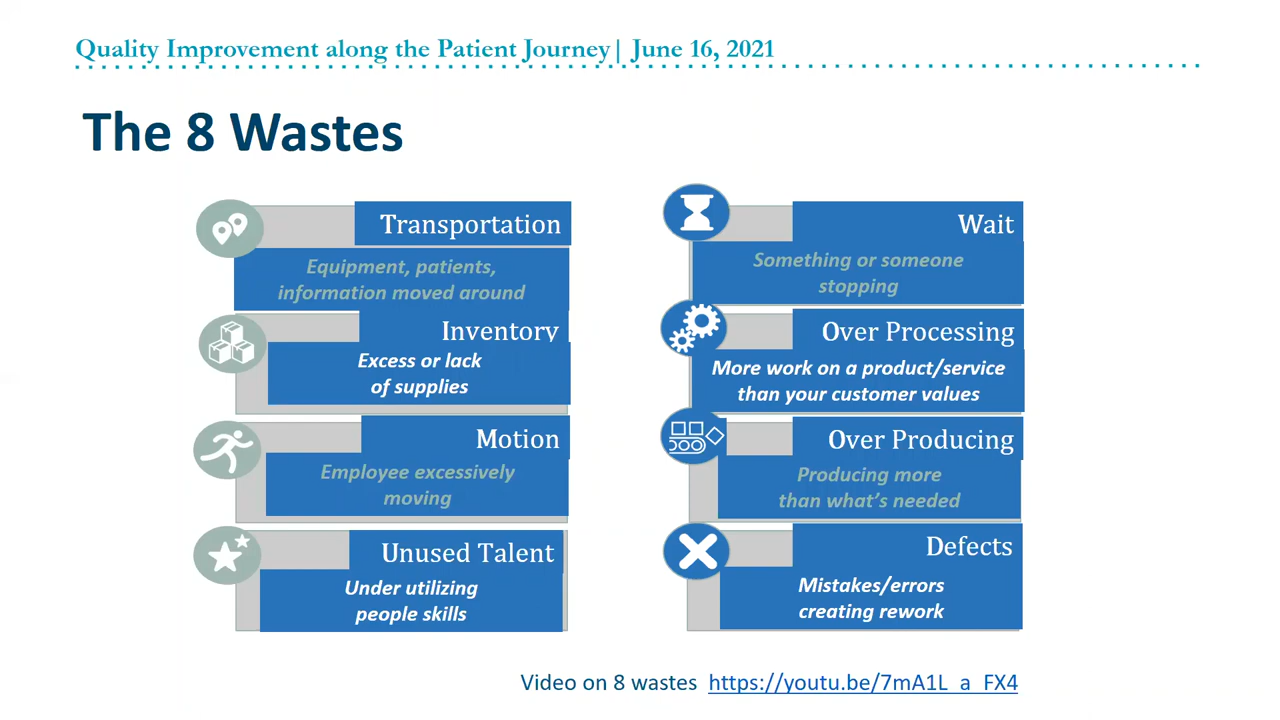 Quality Improvement along the Patient Journey| June 16, 2021
The 8 Wastes
Transportation
Equipment, patients,
information moved around
Inventory
Excess or lack
of supplies
Motion
Employee excessively
moving
Unused Talent
Under utilizing
people skills
Wait
Something or someone
stopping
Over Processing
More work on a product/service
than your customer values
Over Producing
Producing more
than what's needed
Defects
Mistakes/errors
creating rework
Video on 8 wastes https://youtu.be/7mA1L_a_FX4